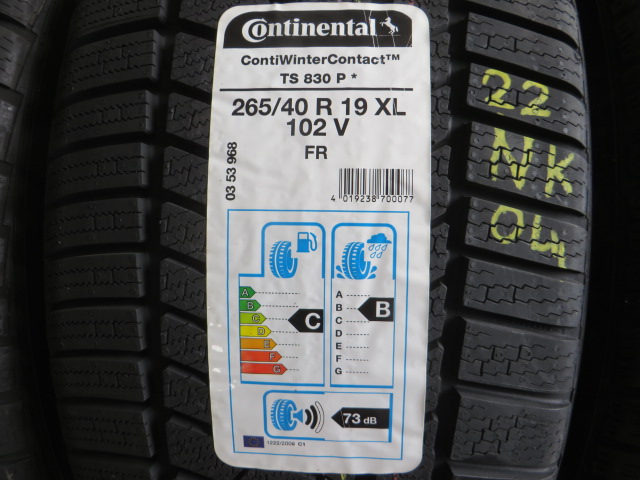 Continental
ContiWinterContact™
TS 830 P *
265/40 R 19 XL
102 V
FR
03 53 968
4 019238 700077
A
B
C
D
E
F
G
C
A
B
C
D
E
F
G
B
73 dB
1222/2009 C1
22
NK
04